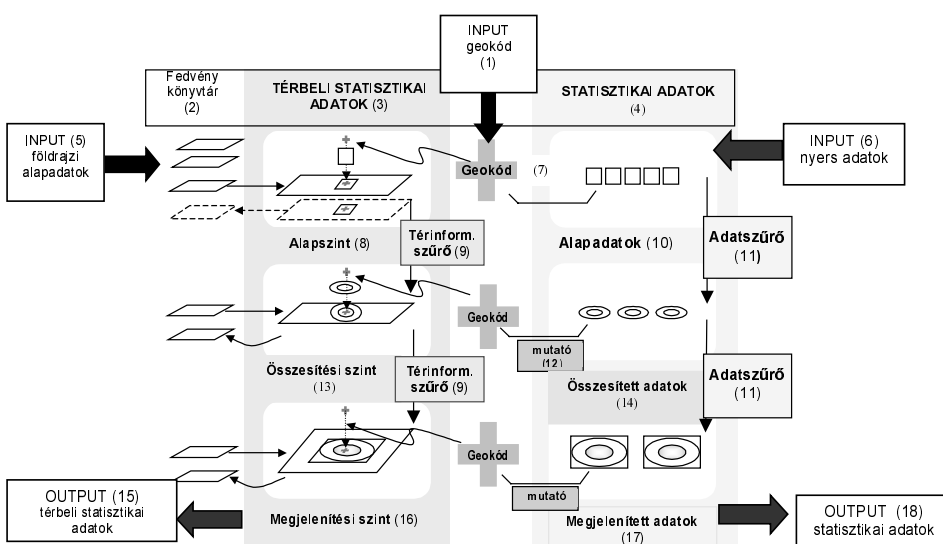 INPUT
geokód
(1)
Fedvény
könyvtár
(2)
TÉRBELI STATISZTIKAI
ADATOK (3)
STATISZTIKAI ADATOK
(4)
INPUT (5)
földrajzi
alapadatok
INPUT (6)
nyers adatok
Geokód
(7)
Alapszint (8)
Térinform.
szűrő (9)
Alapadatok (10)
Adatszűrő
(11)
Geokód
mutató
(12)
Összesítési szint
(13)
Térinform.
szűrő (9)
Összesített adatok
(14)
Adatszűrő
(11)
Geokód
mutató
OUTPUT (15)
térbeli statisztikai
adatok
Megjelenítési szint (16)
Megjelenített adatok
(17)
OUTPUT (18)
statisztikai adatok